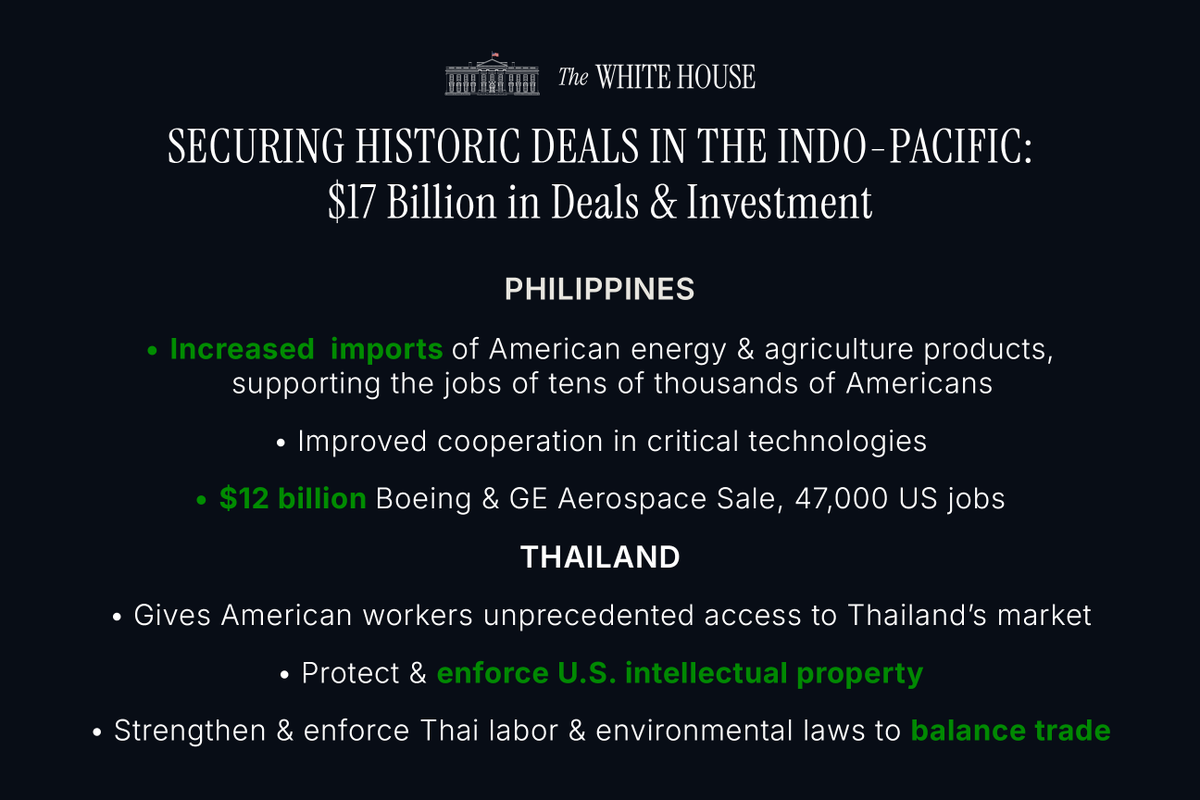 The WHITE HOUSE
SECURING HISTORIC DEALS IN THE INDO-PACIFIC:
$17 Billion in Deals & Investment
PHILIPPINES
• Increased imports of American energy & agriculture products,
supporting the jobs of tens of thousands of Americans
• Improved cooperation in critical technologies
• $12 billion Boeing & GE Aerospace Sale, 47,000 US jobs
THAILAND
• Gives American workers unprecedented access to Thailand’s market
• Protect & enforce U.S. intellectual property
• Strengthen & enforce Thai labor & environmental laws to balance trade